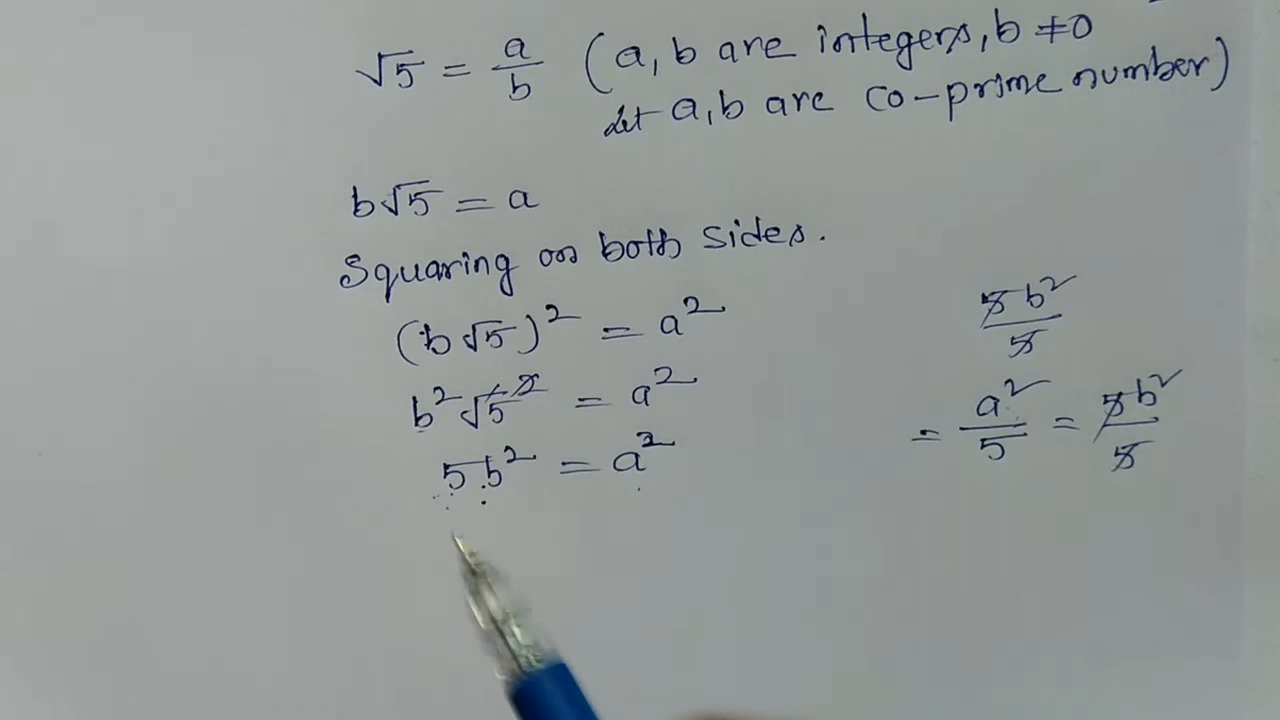 √5 = a/b (a, b are integers, b ≠ 0
let a, b are co-prime number)
b√5 = a
Squaring on both sides.
(b√5)² = a²
b²√5² = a²
5b² = a²
5b²/5
= a²/5 = 5b²/5